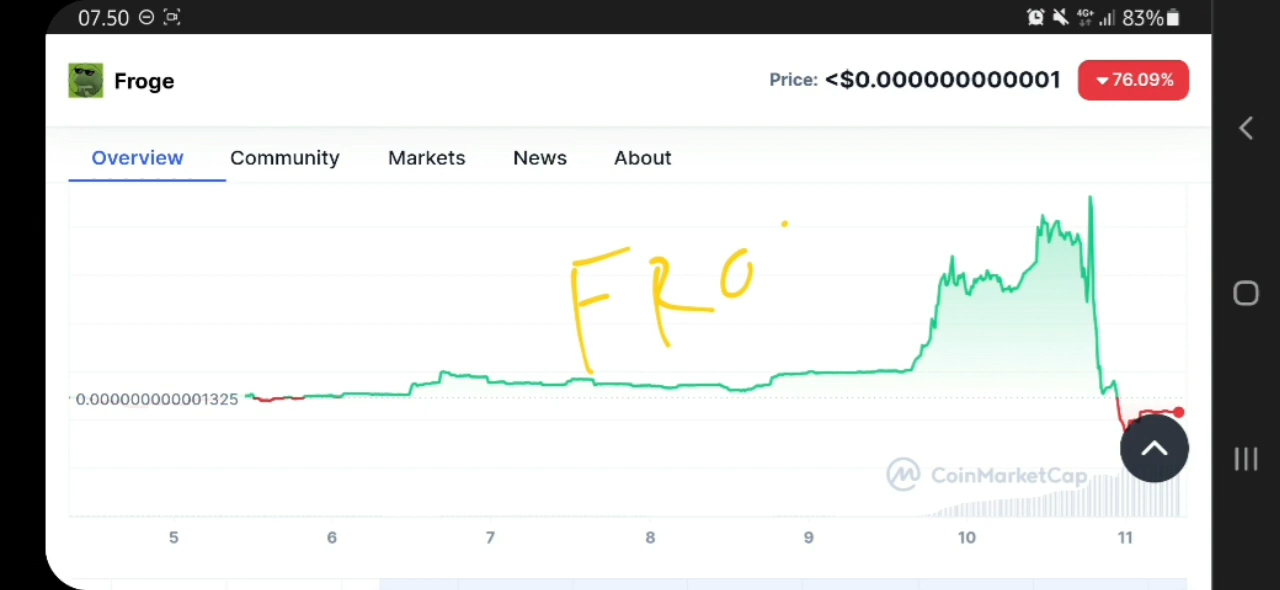 07.50 4G+ 83%
Froge Price: <$0.000000000001 76.09%
Overview Community Markets News About
FRO
0.000000000001325
CoinMarketCap
5 6 7 8 9 10 11